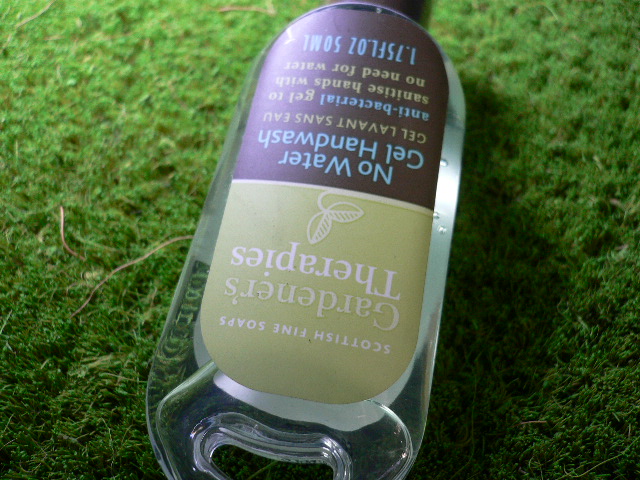 SCOTTISH FINE SOAPS
Gardener's
Therapies
No Water
Gel Handwash
GEL LAVANT SANS EAU
anti-bacterial gel to
sanitise hands with
no need for water
1.75FL.OZ 50ML